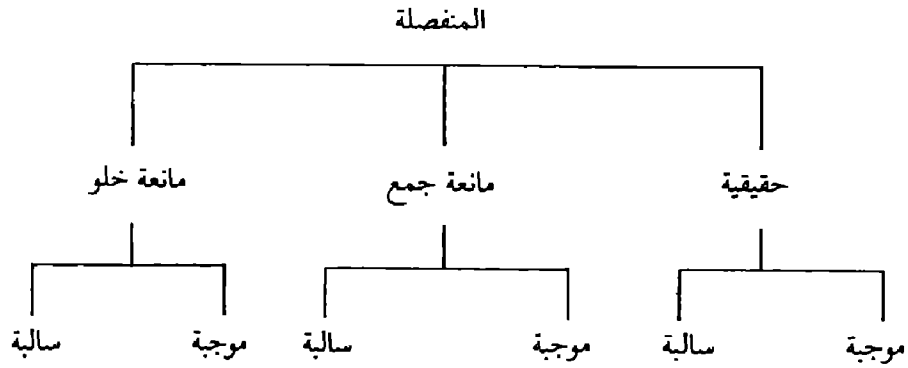 المنفصلة
حقيقية مانعة جمع مانعة خلو
موجبة سالبة موجبة سالبة موجبة سالبة